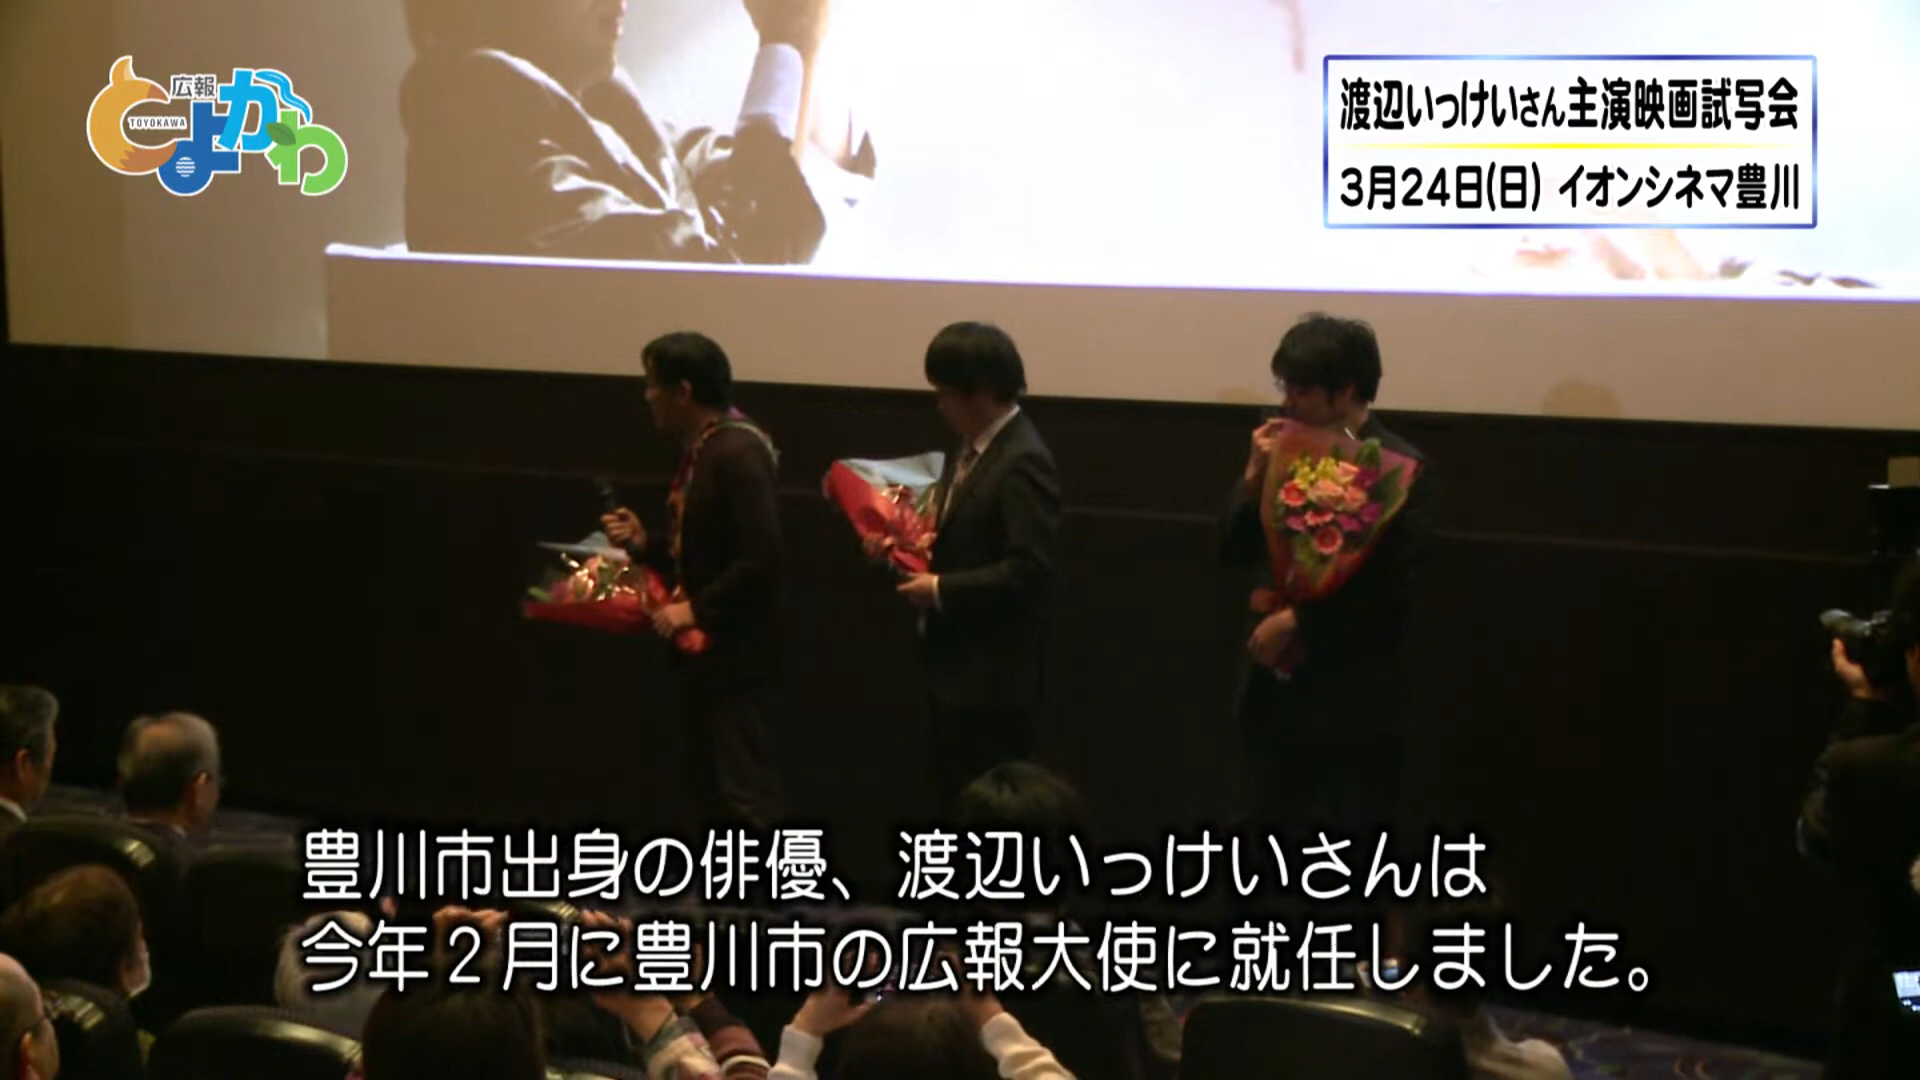 広報
とよかわ
TOYOKAWA
渡辺いっけいさん主演映画試写会
3月24日(日) イオンシネマ豊川
豊川市出身の俳優、渡辺いっけいさんは
今年２月に豊川市の広報大使に就任しました。